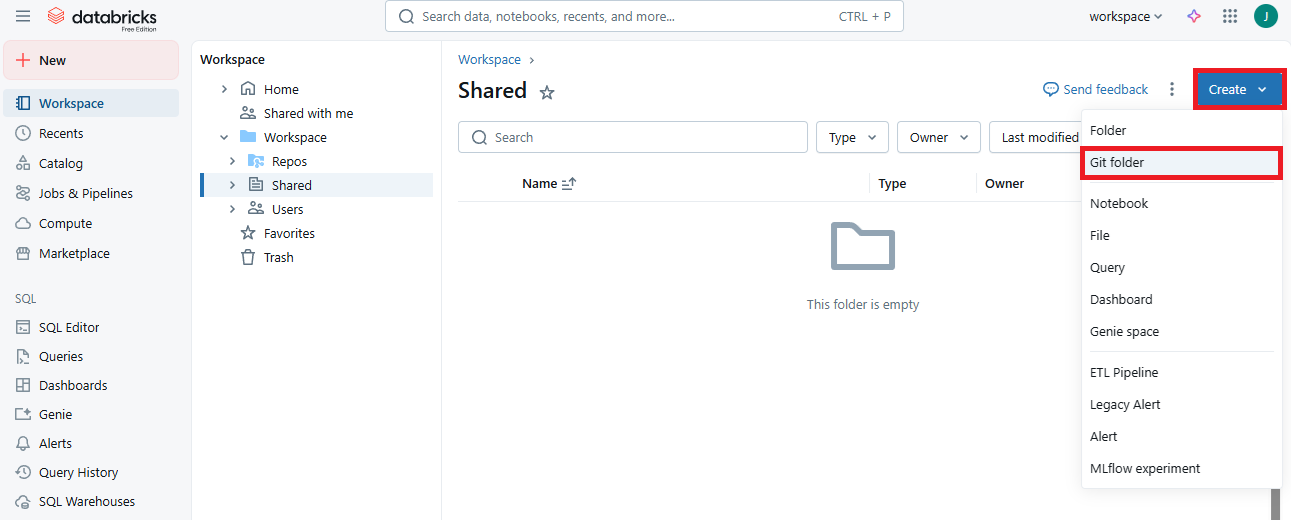 databricks
Free Edition
Search data, notebooks, recents, and more...
CTRL + P
workspace
J
New
Workspace
Recents
Catalog
Jobs & Pipelines
Compute
Marketplace
SQL
SQL Editor
Queries
Dashboards
Genie
Alerts
Query History
SQL Warehouses
Workspace
Home
Shared with me
Workspace
Repos
Shared
Users
Favorites
Trash
Workspace
Shared
Send feedback
Create
Search
Type
Owner
Last modified
Name
Type
Owner
This folder is empty
Folder
Git folder
Notebook
File
Query
Dashboard
Genie space
ETL Pipeline
Legacy Alert
Alert
MLflow experiment